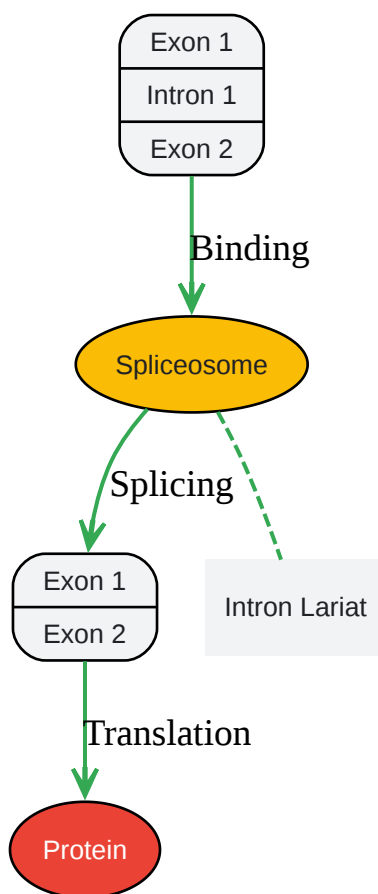 Exon 1
Intron 1
Exon 2
Binding
Spliceosome
Splicing
Exon 1
Exon 2
Intron Lariat
Translation
Protein